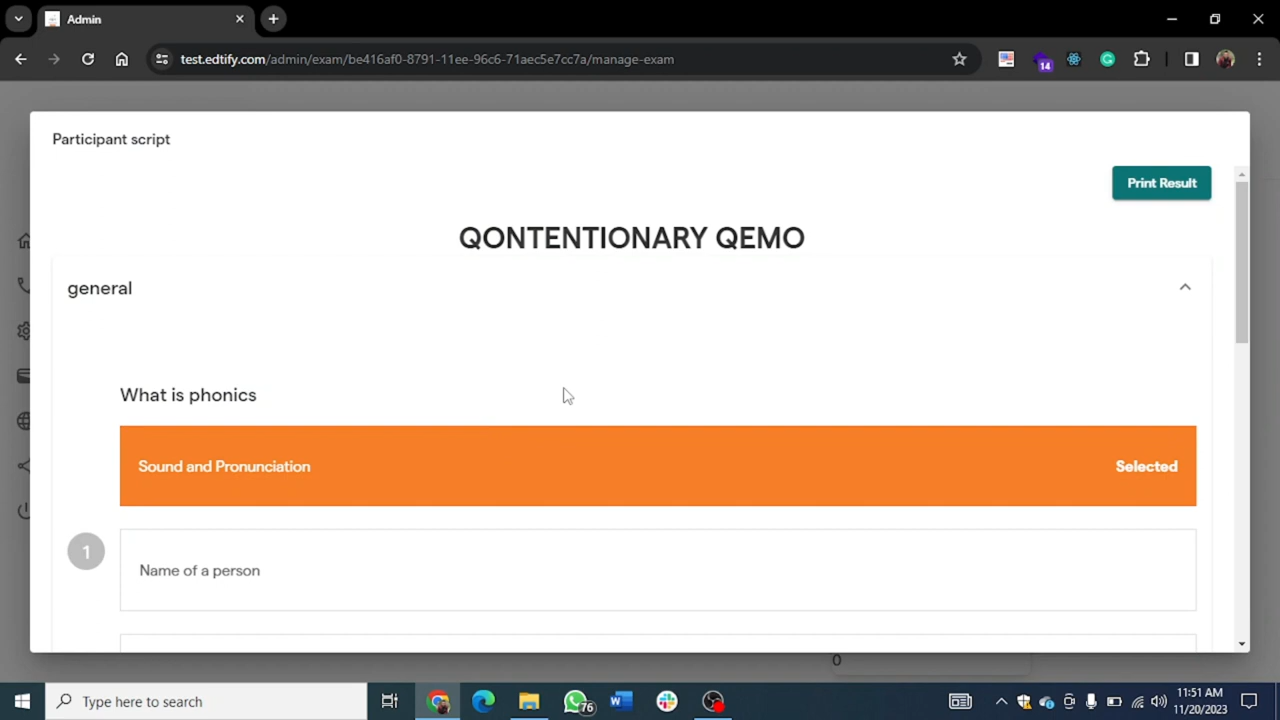 Admin
test.edtify.com/admin/exam/be416af0-8791-11ee-96c6-71aec5e7cc7a/manage-exam
14
Participant script
Print Result
QONTENTIONARY QEMO
general
What is phonics
Sound and Pronunciation
Selected
1
Name of a person
0
Type here to search
76
11:51 AM
11/20/2023